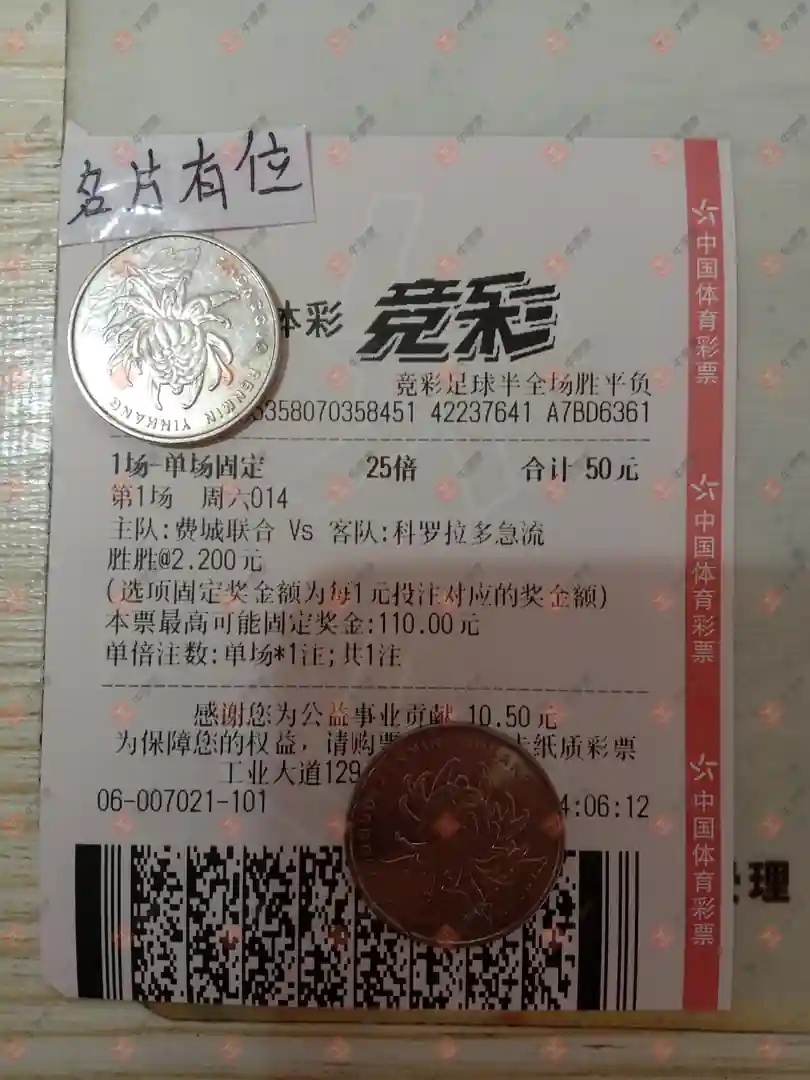 名片有位
体彩 竞彩
竞彩足球半全场胜平负
5358070358451 42237641 A7BD6361
1场-单场固定 25倍 合计 50元
第1场 周六014
主队:费城联合 Vs 客队:科罗拉多急流
胜胜@2.200元
(选项固定奖金额为每1元投注对应的奖金额)
本票最高可能固定奖金:110.00元
单倍注数:单场*1注;共1注
感谢您为公益事业贡献 10.50元
为保障您的权益，请购票 纸质彩票
工业大道129
06-007021-101 4:06:12
中国体育彩票
中国体育彩票
中国体育彩票
理
YI JIAO RENMIN YINHANG